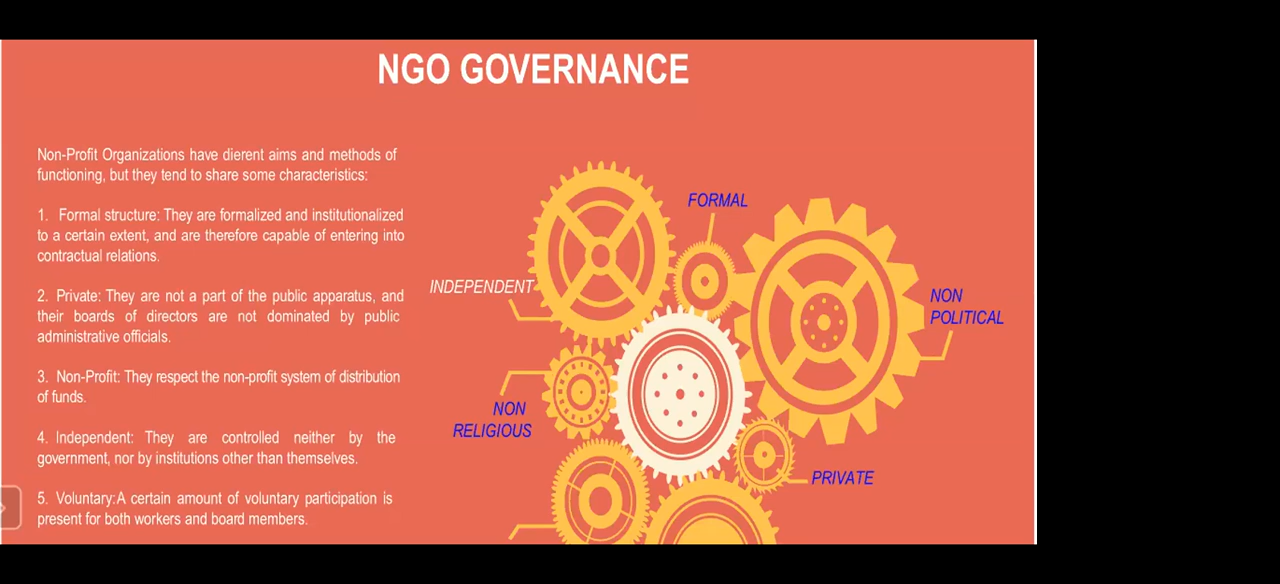 NGO GOVERNANCE
Non-Profit Organizations have dierent aims and methods of
functioning, but they tend to share some characteristics:
1. Formal structure: They are formalized and institutionalized
to a certain extent, and are therefore capable of entering into
contractual relations.
2. Private: They are not a part of the public apparatus, and
their boards of directors are not dominated by public
administrative officials.
3. Non-Profit: They respect the non-profit system of distribution
of funds.
4. Independent: They are controlled neither by the
government, nor by institutions other than themselves.
5. Voluntary:A certain amount of voluntary participation is
present for both workers and board members.
FORMAL
INDEPENDENT
NON
POLITICAL
NON
RELIGIOUS
PRIVATE